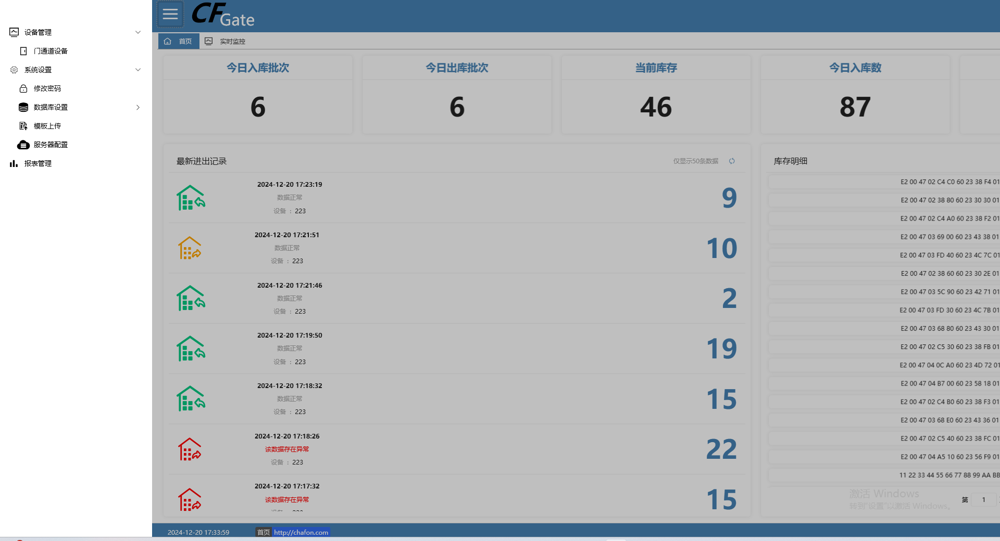 设备管理
门通道设备
系统设置
修改密码
数据库设置
模板上传
服务器配置
报表管理
CF Gate
首页
实时监控
今日入库批次
6
今日出库批次
6
当前库存
46
今日入库数
87
最新进出记录
仅显示50条数据
2024-12-20 17:23:19
数据正常
设备 : 223
9
2024-12-20 17:21:51
数据正常
设备 : 223
10
2024-12-20 17:21:46
数据正常
设备 : 223
2
2024-12-20 17:19:50
数据正常
设备 : 223
19
2024-12-20 17:18:32
数据正常
设备 : 223
15
2024-12-20 17:18:26
该数据存在异常
设备 : 223
22
2024-12-20 17:17:32
该数据存在异常
15
库存明细
E2 00 47 02 C4 C0 60 23 38 F4 01
E2 00 47 02 38 80 60 23 30 30 01
E2 00 47 02 C4 A0 60 23 38 F2 01
E2 00 47 03 69 00 60 23 43 38 01
E2 00 47 03 FD 40 60 23 4C 7C 01
E2 00 47 02 38 60 60 23 30 2E 01
E2 00 47 03 5C 90 60 23 42 71 01
E2 00 47 03 FD 30 60 23 4C 7B 01
E2 00 47 03 68 80 60 23 43 30 01
E2 00 47 02 C5 30 60 23 38 FB 01
E2 00 47 04 0C A0 60 23 4D 72 01
E2 00 47 04 B7 00 60 23 58 18 01
E2 00 47 02 C4 B0 60 23 38 F3 01
E2 00 47 03 68 E0 60 23 43 36 01
E2 00 47 02 C5 40 60 23 38 FC 01
E2 00 47 04 A5 10 60 23 56 F9 01
11 22 33 44 55 66 77 88 99 AA BB
激活 Windows
转到"设置"以激活 Windows。
第 1
2024-12-20 17:33:59
首页 http://chafon.com